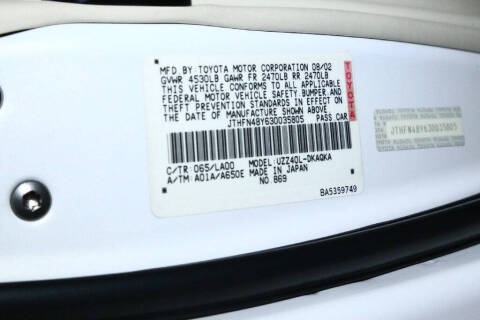 MFD. BY TOYOTA MOTOR CORPORATION 08/02
GVWR 4530LB GAWR FR 2470LB RR 2470LB
THIS VEHICLE CONFORMS TO ALL APPLICABLE
FEDERAL MOTOR VEHICLE SAFETY,BUMPER,AND
THEFT PREVENTION STANDARDS IN EFFECT ON
THE DATE OF MANUFACTURE SHOWN ABOVE.
JTHFN48Y630035805 PASS CAR
TOYOTA
JTHFN48Y630035805
C/TR: 065/LA00 MODEL:UZZ40L-DKAQKA
A/TM: A01A/A650E MADE IN JAPAN
NO.869
BA5359749